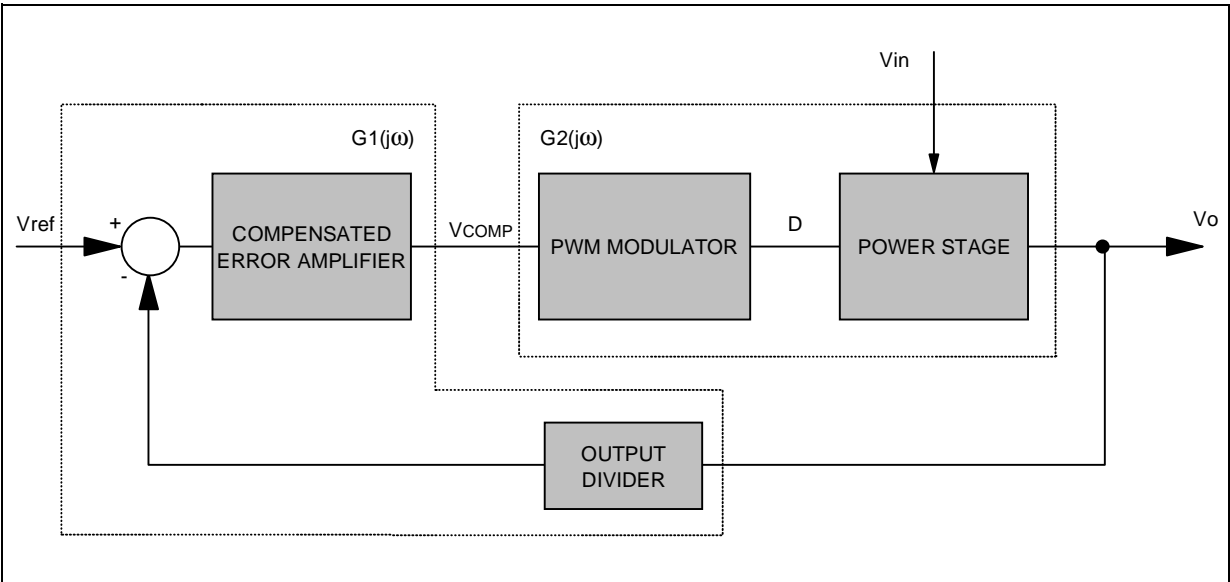 Vin
G1(jω)
G2(jω)
Vref
+
-
COMPENSATED
ERROR AMPLIFIER
VCOMP
PWM MODULATOR
D
POWER STAGE
Vo
OUTPUT
DIVIDER